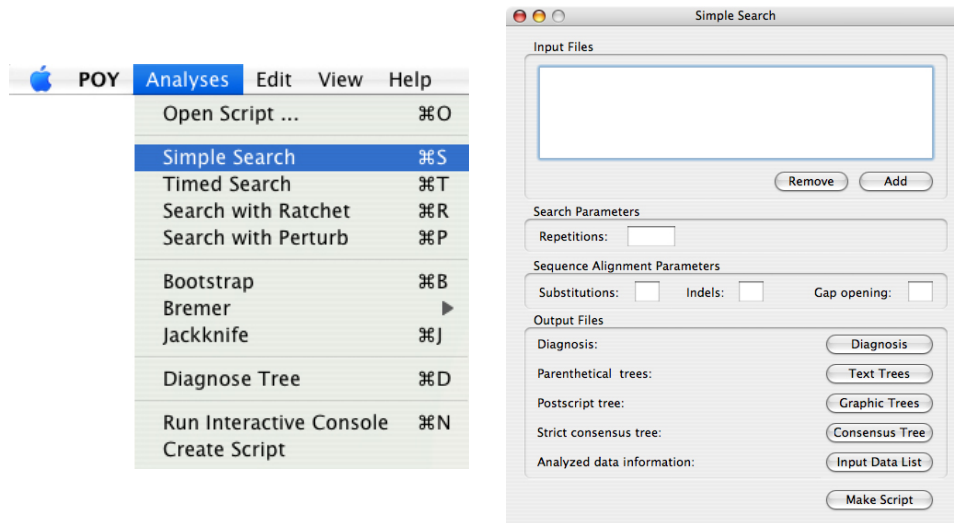 POY Analyses Edit View Help
Open Script ... ⌘O
Simple Search ⌘S
Timed Search ⌘T
Search with Ratchet ⌘R
Search with Perturb ⌘P
Bootstrap ⌘B
Bremer
Jackknife ⌘J
Diagnose Tree ⌘D
Run Interactive Console ⌘N
Create Script
Simple Search
Input Files
Remove Add
Search Parameters
Repetitions:
Sequence Alignment Parameters
Substitutions: Indels: Gap opening:
Output Files
Diagnosis: Diagnosis
Parenthetical trees: Text Trees
Postscript tree: Graphic Trees
Strict consensus tree: Consensus Tree
Analyzed data information: Input Data List
Make Script